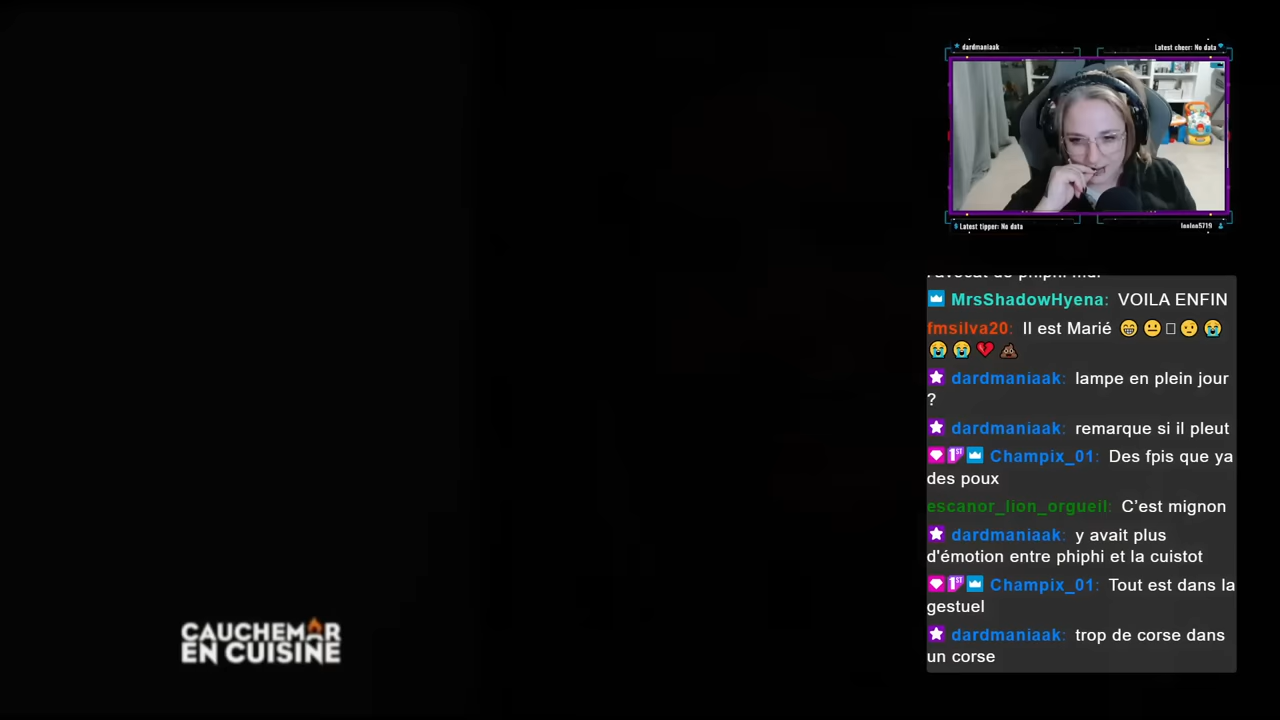 dardmaniaak
Latest cheer: No data
Latest tipper: No data
MrsShadowHyena: VOILA ENFIN
fmsilva20: Il est Marié 😁 😐 □ 😟 😭
😭 😭 💔 💩
dardmaniaak: lampe en plein jour
?
dardmaniaak: remarque si il pleut
Champix_01: Des fpis que ya
des poux
escanor_lion_orgueil: C'est mignon
dardmaniaak: y avait plus
d'émotion entre phiphi et la cuistot
Champix_01: Tout est dans la
gestuel
dardmaniaak: trop de corse dans
un corse
CAUCHEMAR
EN CUISINE